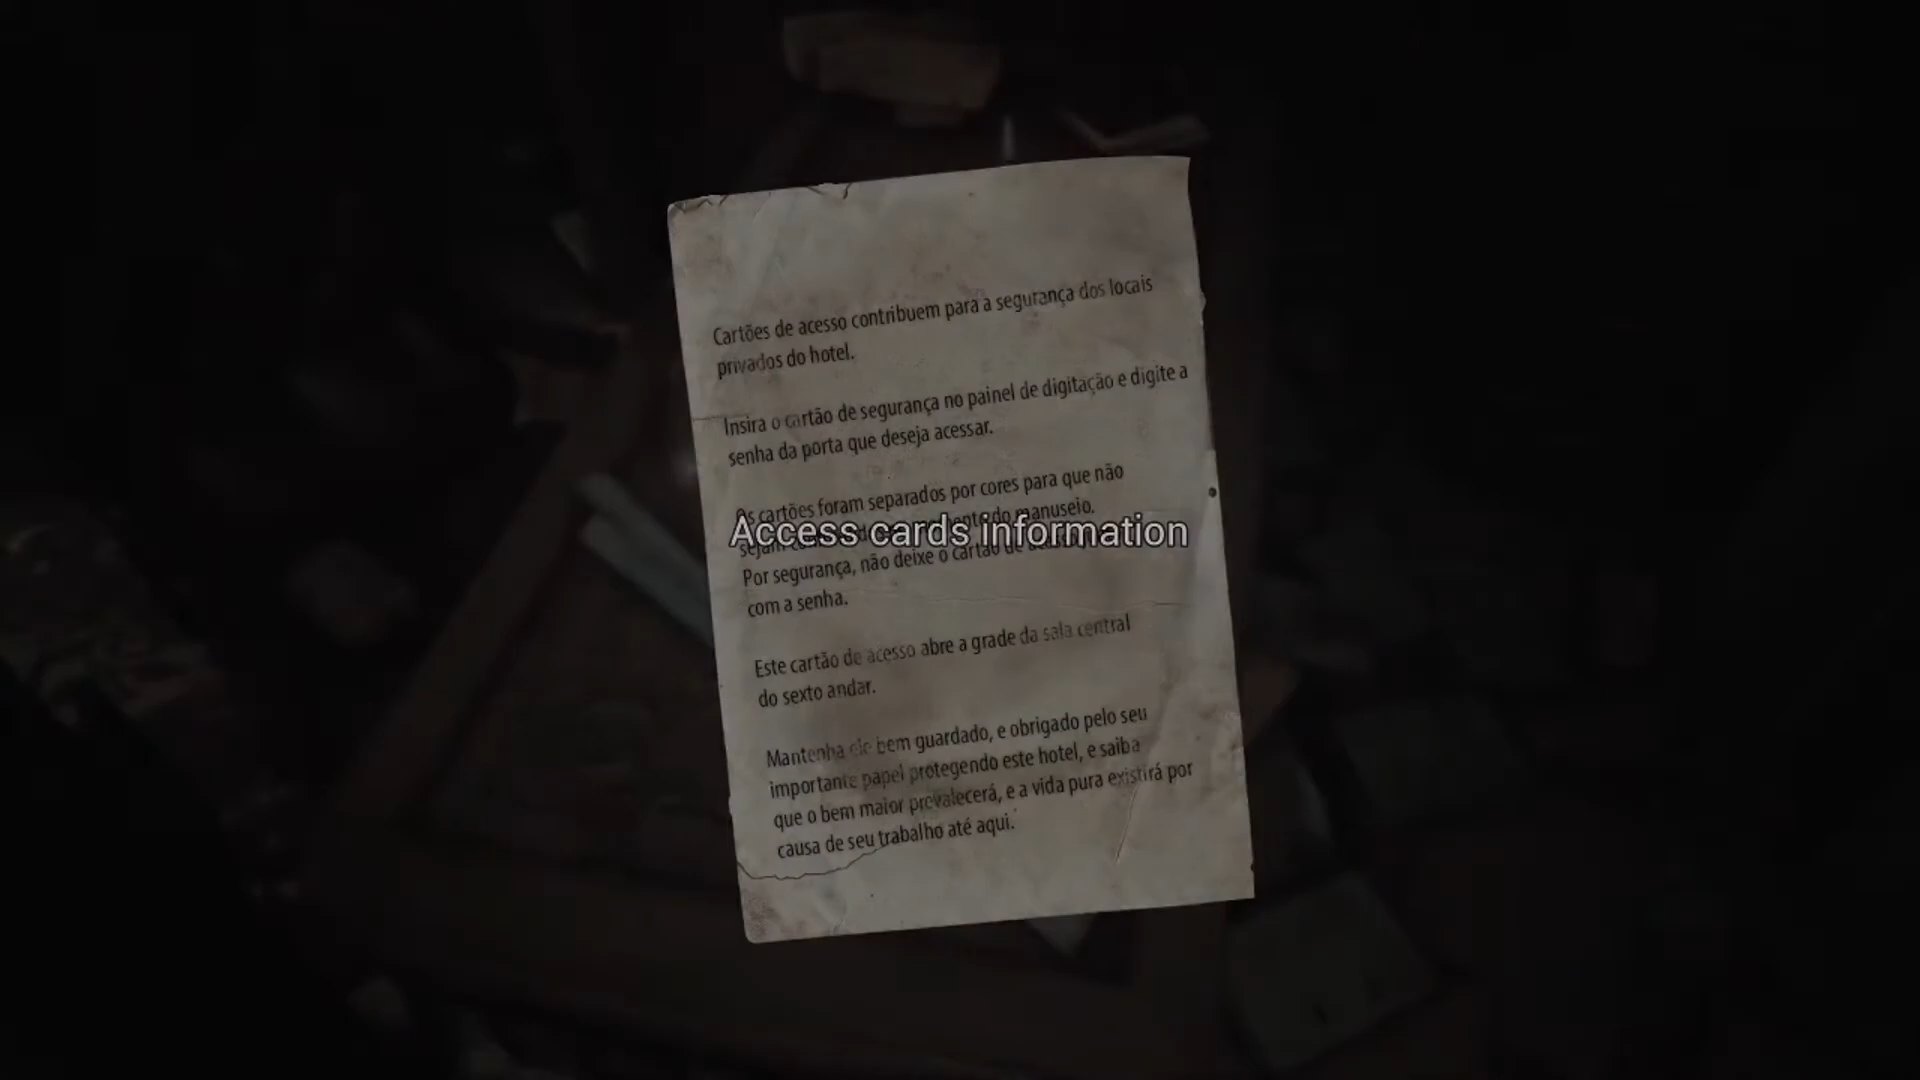 Cartões de acesso contribuem para a segurança dos locais
privados do hotel.
Insira o cartão de segurança no painel de digitação e digite a
senha da porta que deseja acessar.
Os cartões foram separados por cores para que não
sejam do manuseio.
Access cards information
Por segurança, não deixe o cartão de
com a senha.
Este cartão de acesso abre a grade da sala central
do sexto andar.
Mantenha ele bem guardado, e obrigado pelo seu
importante papel protegendo este hotel, e saiba
que o bem maior prevalecerá, e a vida pura existirá por
causa de seu trabalho até aqui.